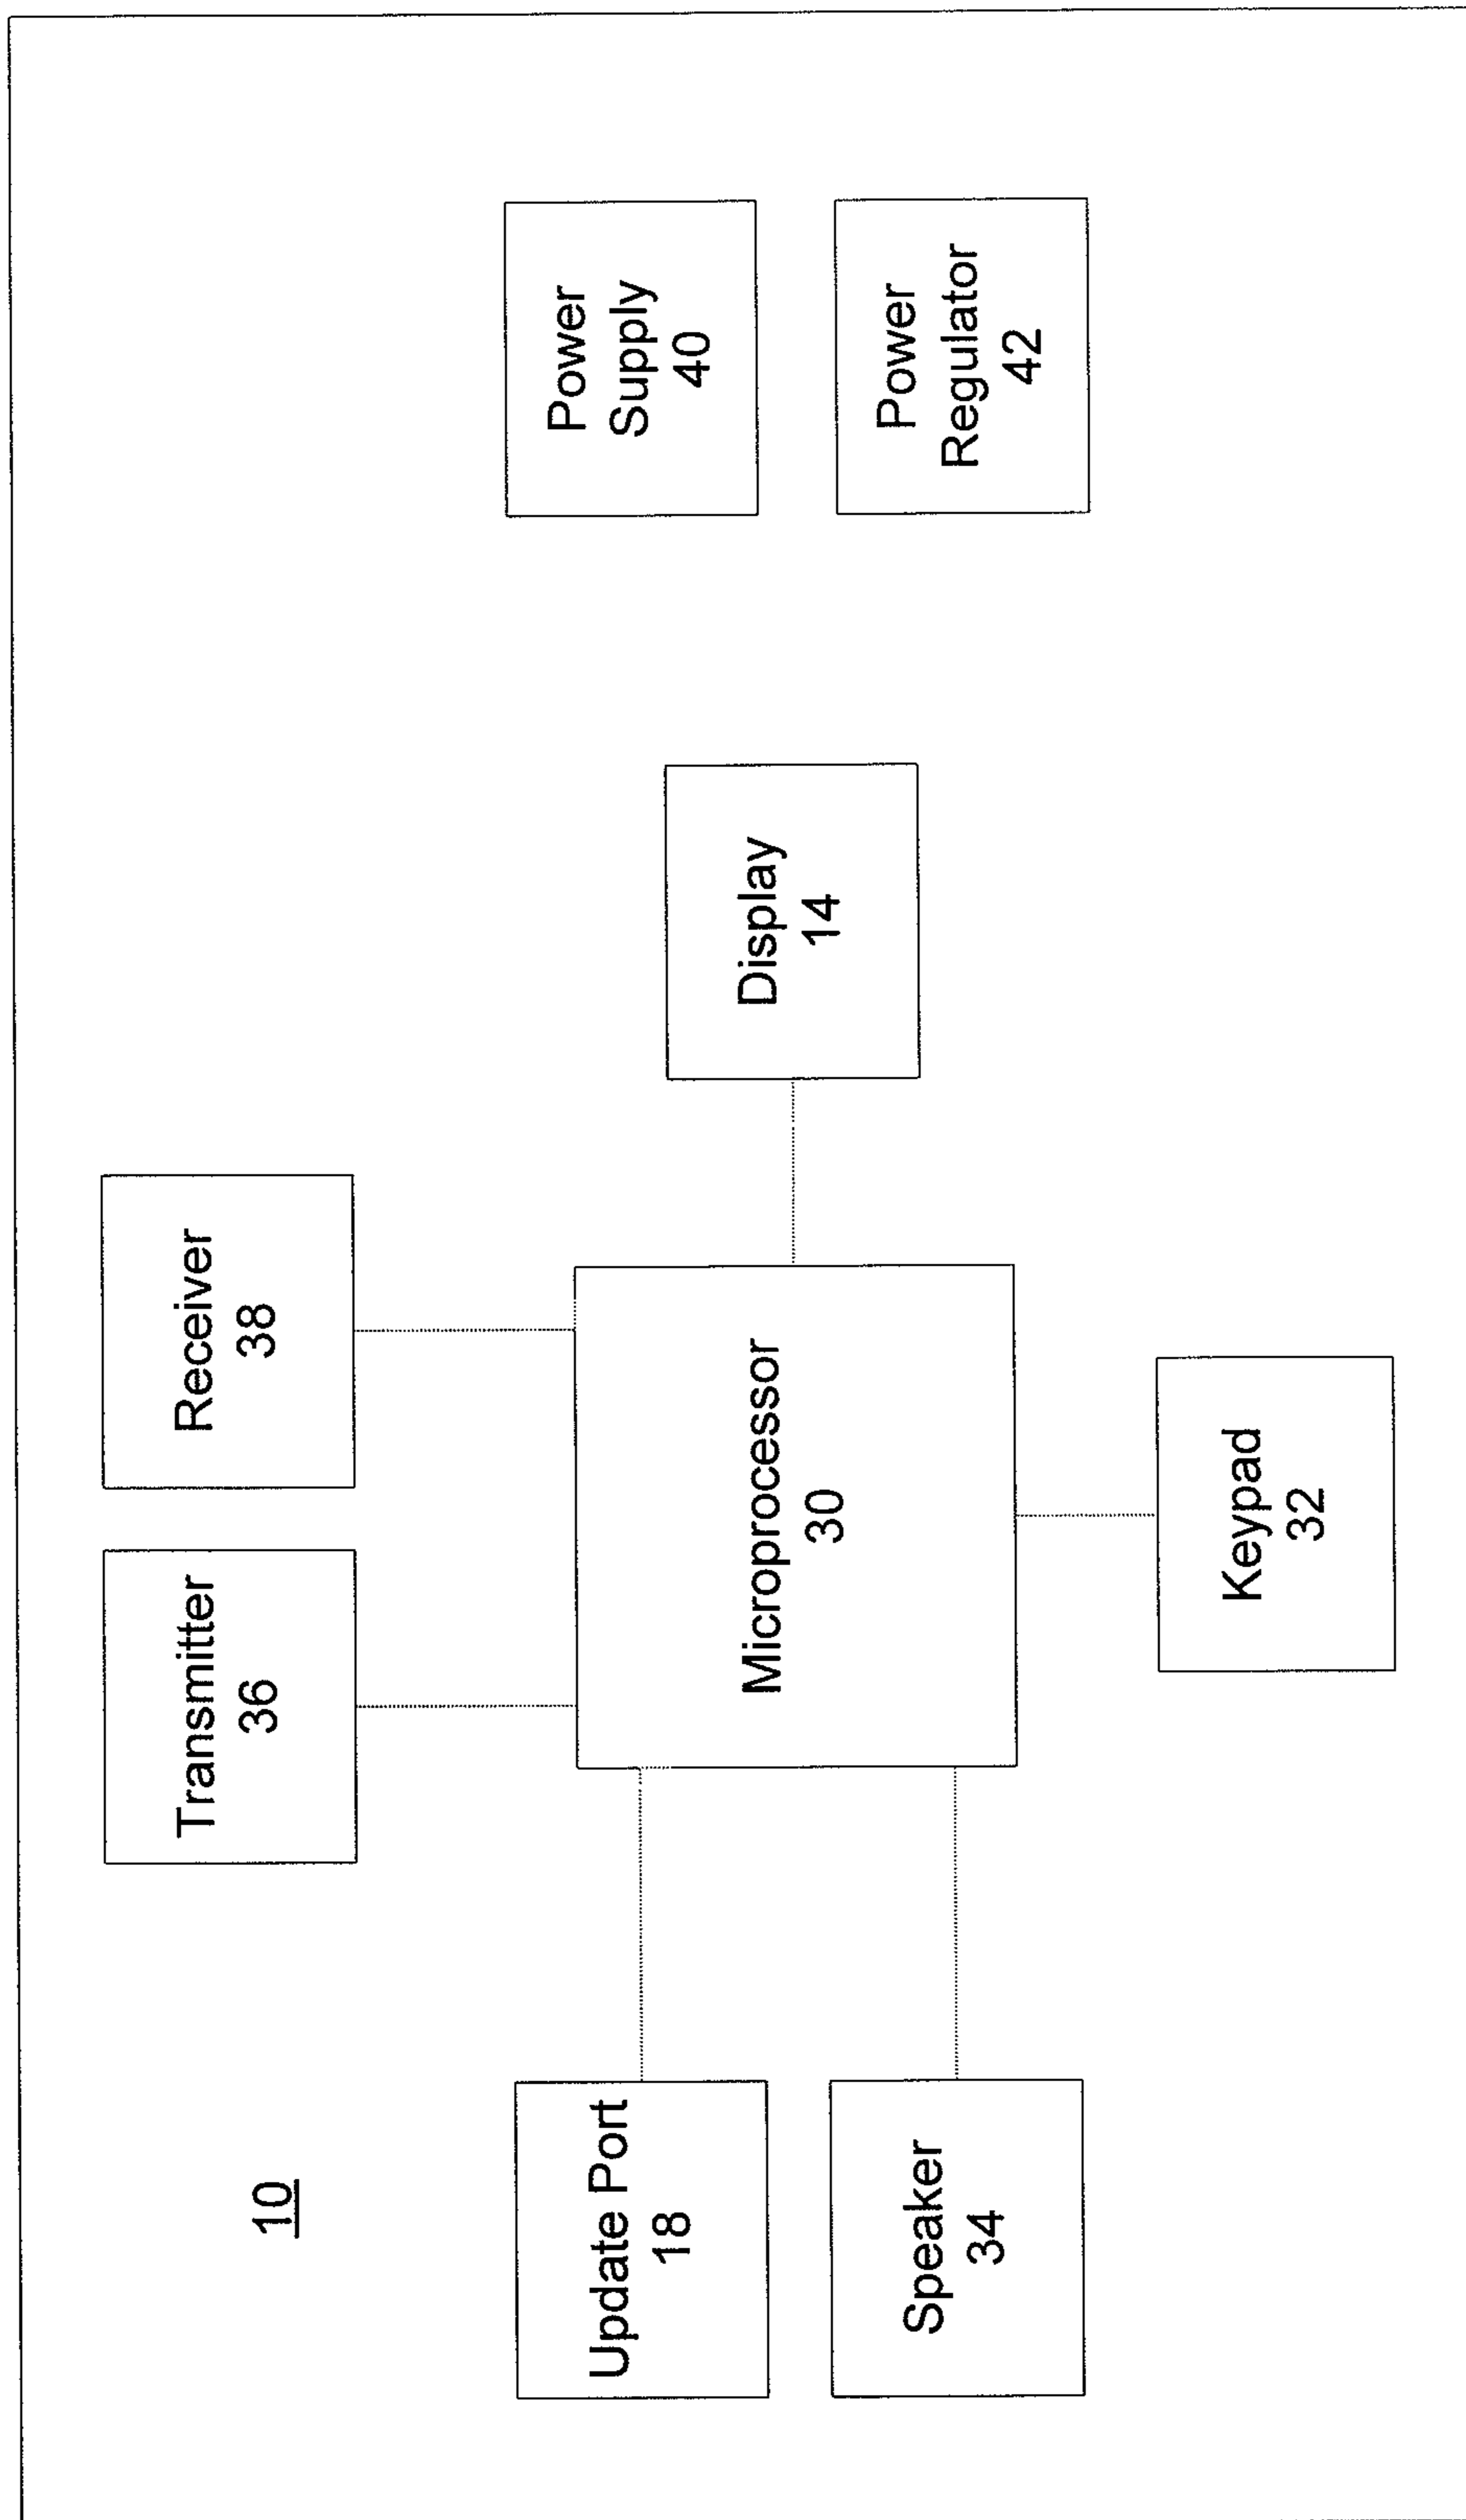 10
Transmitter
36
Receiver
38
Update Port
18
Speaker
34
Microprocessor
30
Display
14
Keypad
32
Power
Supply
40
Power
Regulator
42